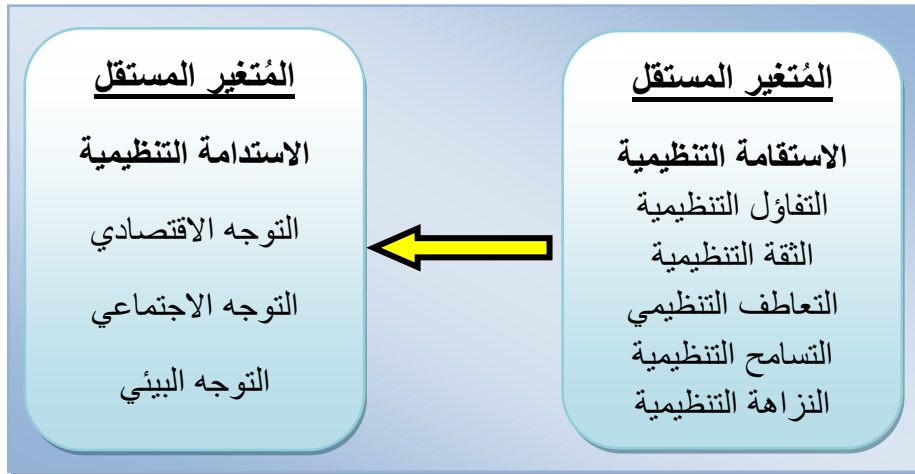 المُتغير المستقل
الاستقامة التنظيمية
التفاؤل التنظيمية
الثقة التنظيمية
التعاطف التنظيمي
التسامح التنظيمية
النزاهة التنظيمية
المُتغير المستقل
الاستدامة التنظيمية
التوجه الاقتصادي
التوجه الاجتماعي
التوجه البيئي